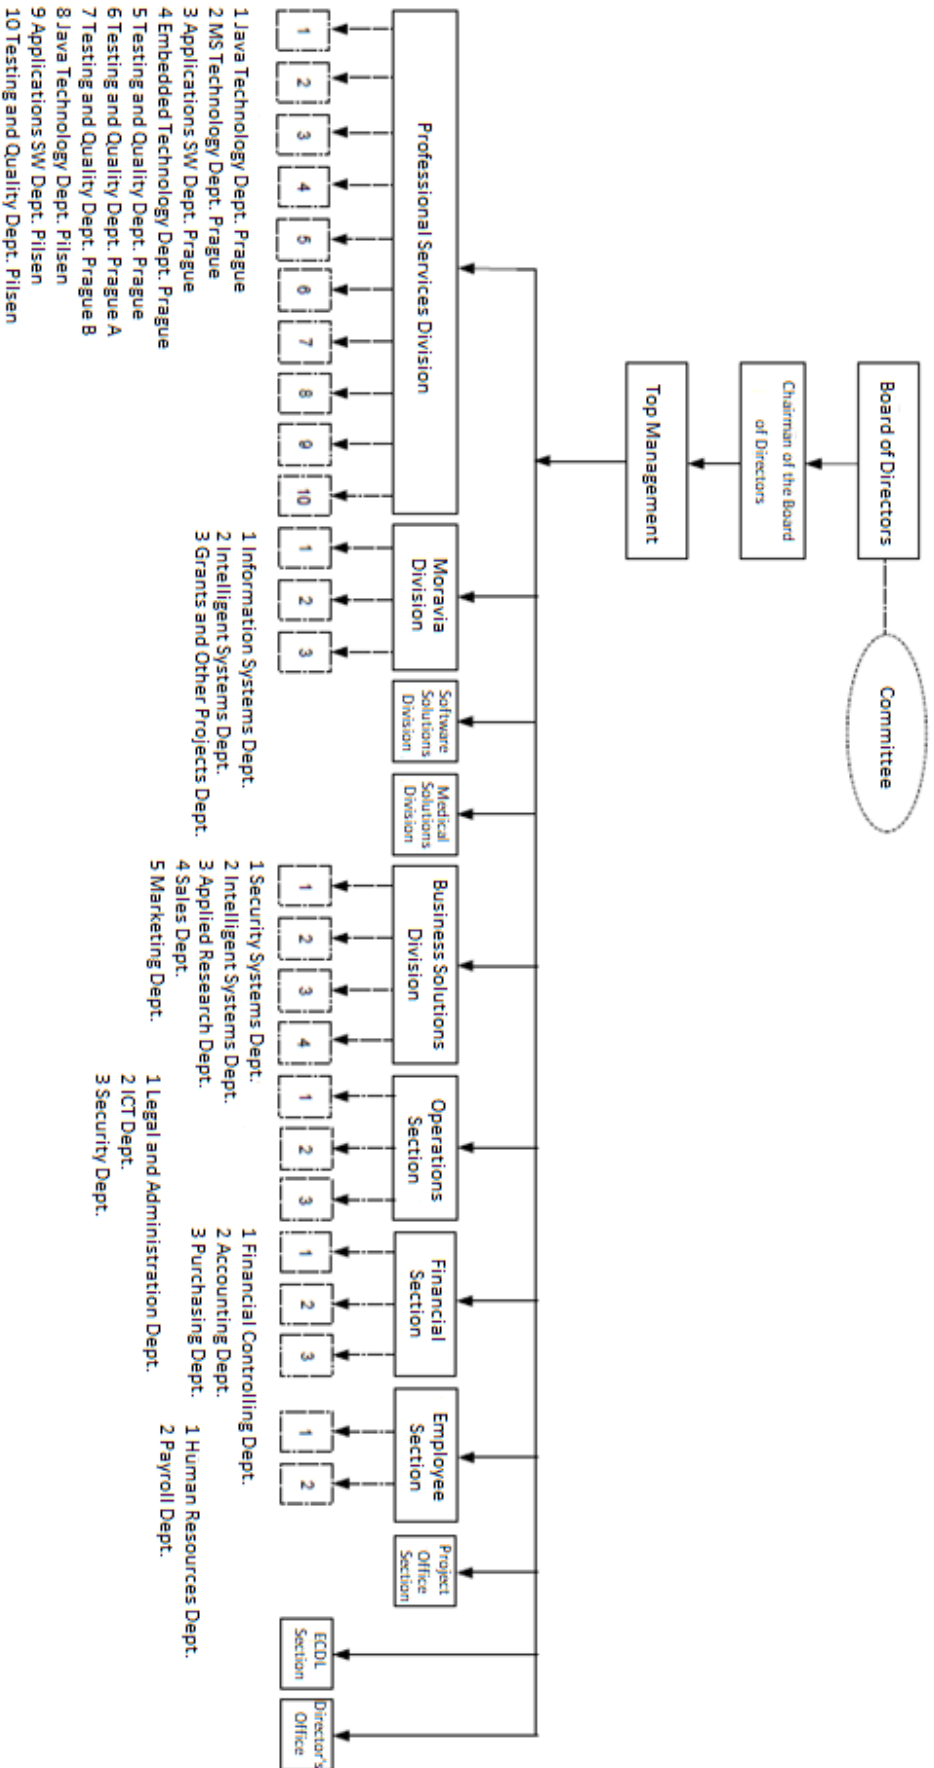 Board of Directors
Committee
Chairman of the Board
of Directors
Top Management
Professional Services Division
Moravia
Division
Software
Solutions
Division
Medical
Solutions
Division
Business Solutions
Division
Operations
Section
Financial
Section
Employee
Section
Project
Office
Section
ECDL
Section
Director's
Office
1
2
3
4
5
6
7
8
9
10
1
2
3
1
2
3
4
1
2
3
1
2
3
1
2
1 Java Technology Dept. Prague
2 MS Technology Dept. Prague
3 Applications SW Dept. Prague
4 Embedded Technology Dept. Prague
5 Testing and Quality Dept. Prague
6 Testing and Quality Dept. Prague A
7 Testing and Quality Dept. Prague B
8 Java Technology Dept. Pilsen
9 Applications SW Dept. Pilsen
10 Testing and Quality Dept. Pilsen
1 Information Systems Dept.
2 Intelligent Systems Dept.
3 Grants and Other Projects Dept.
1 Security Systems Dept.
2 Intelligent Systems Dept.
3 Applied Research Dept.
4 Sales Dept.
5 Marketing Dept.
1 Legal and Administration Dept.
2 ICT Dept.
3 Security Dept.
1 Financial Controlling Dept.
2 Accounting Dept.
3 Purchasing Dept.
1 Human Resources Dept.
2 Payroll Dept.